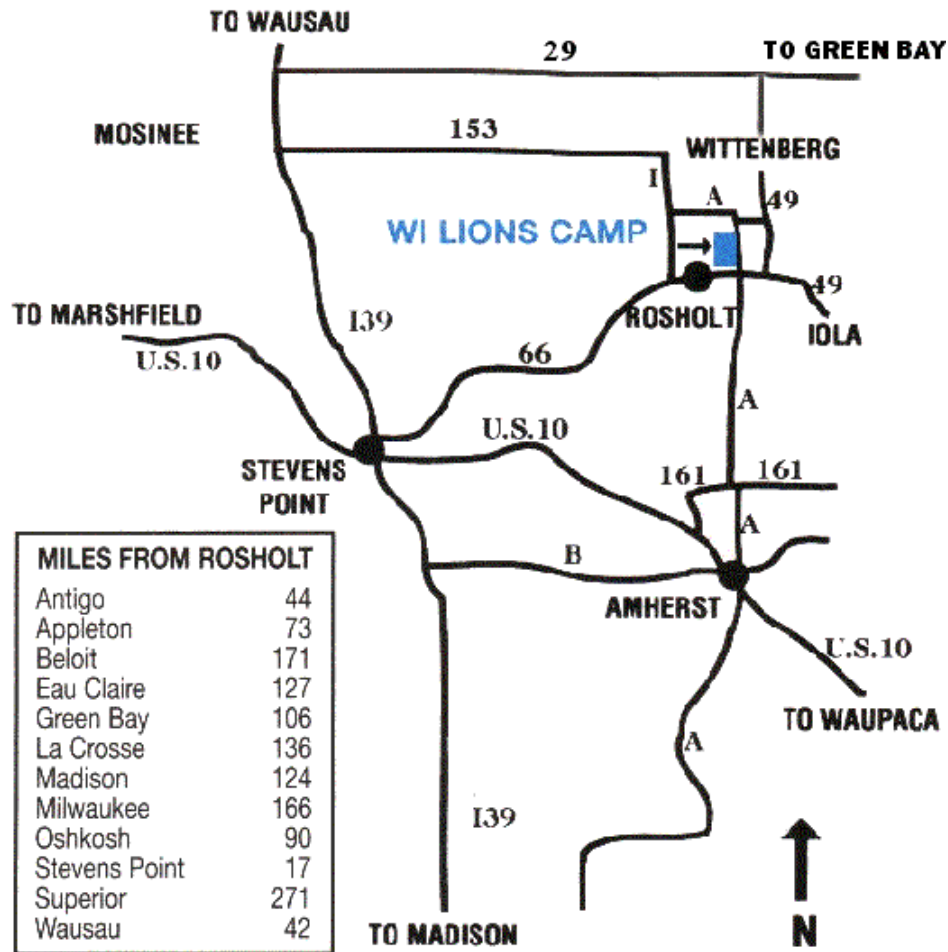 TO WAUSAU
29
TO GREEN BAY
MOSINEE
153
WITTENBERG
I
A
49
WI LIONS CAMP
TO MARSHFIELD
U.S.10
I39
ROSHOLT
49
IOLA
66
A
U.S.10
STEVENS
POINT
161
161
A
B
AMHERST
U.S.10
TO WAUPACA
A
I39
TO MADISON
N
MILES FROM ROSHOLT
Antigo 44
Appleton 73
Beloit 171
Eau Claire 127
Green Bay 106
La Crosse 136
Madison 124
Milwaukee 166
Oshkosh 90
Stevens Point 17
Superior 271
Wausau 42